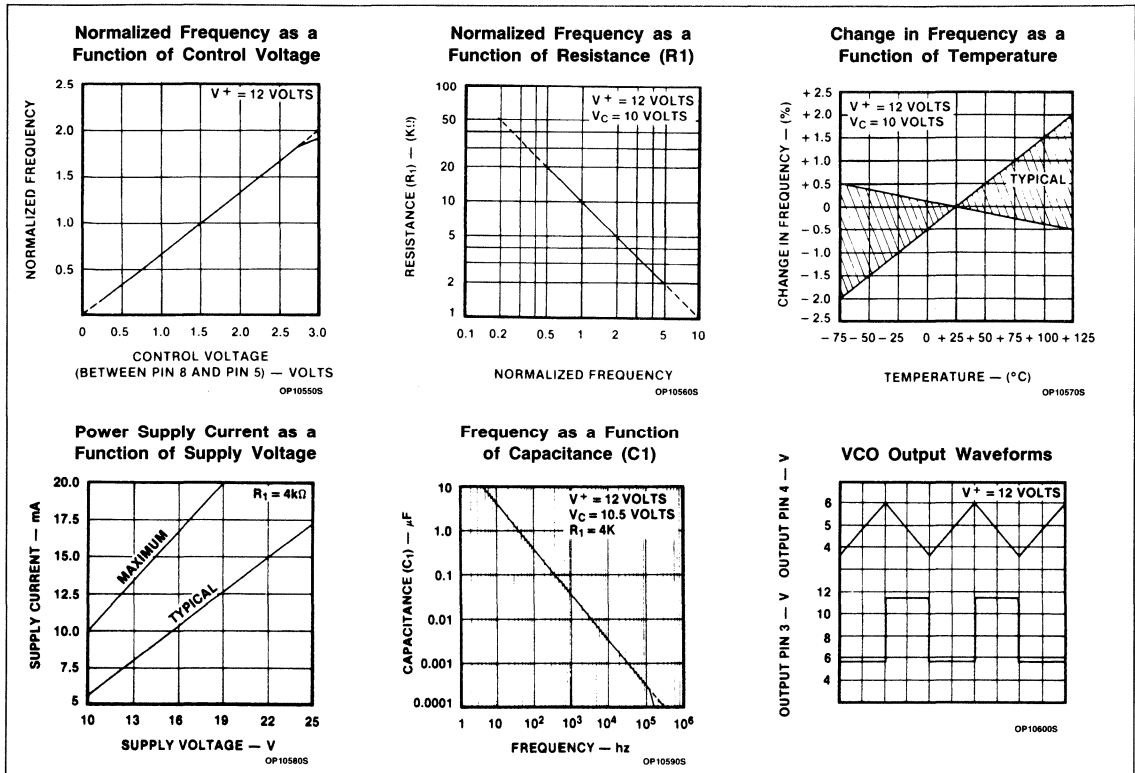 Normalized Frequency as a
Function of Control Voltage
NORMALIZED FREQUENCY
2.5
2.0
1.5
1.0
0.5
V+ = 12 VOLTS
0 0.5 1.0 1.5 2.0 2.5 3.0
CONTROL VOLTAGE
(BETWEEN PIN 8 AND PIN 5) — VOLTS
OP10550S
Normalized Frequency as a
Function of Resistance (R1)
RESISTANCE (R1) — (KΩ)
100
50
20
10
5
2
1
V+ = 12 VOLTS
VC = 10 VOLTS
0.1 0.2 0.5 1 2 5 10
NORMALIZED FREQUENCY
OP10560S
Change in Frequency as a
Function of Temperature
CHANGE IN FREQUENCY — (%)
+ 2.5
+ 2.0
+ 1.5
+ 1.0
+ 0.5
0
− 0.5
− 1.0
− 1.5
− 2.0
− 2.5
V+ = 12 VOLTS
VC = 10 VOLTS
TYPICAL
− 75 − 50 − 25 0 + 25 + 50 + 75 + 100 + 125
TEMPERATURE — (°C)
OP10570S
Power Supply Current as a
Function of Supply Voltage
SUPPLY CURRENT — mA
20.0
17.5
15.0
12.5
10.0
7.5
5
R1 = 4kΩ
MAXIMUM
TYPICAL
10 13 16 19 22 25
SUPPLY VOLTAGE — V
OP10580S
Frequency as a Function
of Capacitance (C1)
CAPACITANCE (C1) — μF
10
1.0
0.1
0.01
0.001
0.0001
V+ = 12 VOLTS
VC = 10.5 VOLTS
R1 = 4K
1 10 10² 10³ 10⁴ 10⁵ 10⁶
FREQUENCY — hz
OP10590S
VCO Output Waveforms
OUTPUT PIN 3 — V OUTPUT PIN 4 — V
V+ = 12 VOLTS
6
5
4
12
10
8
6
4
OP10600S